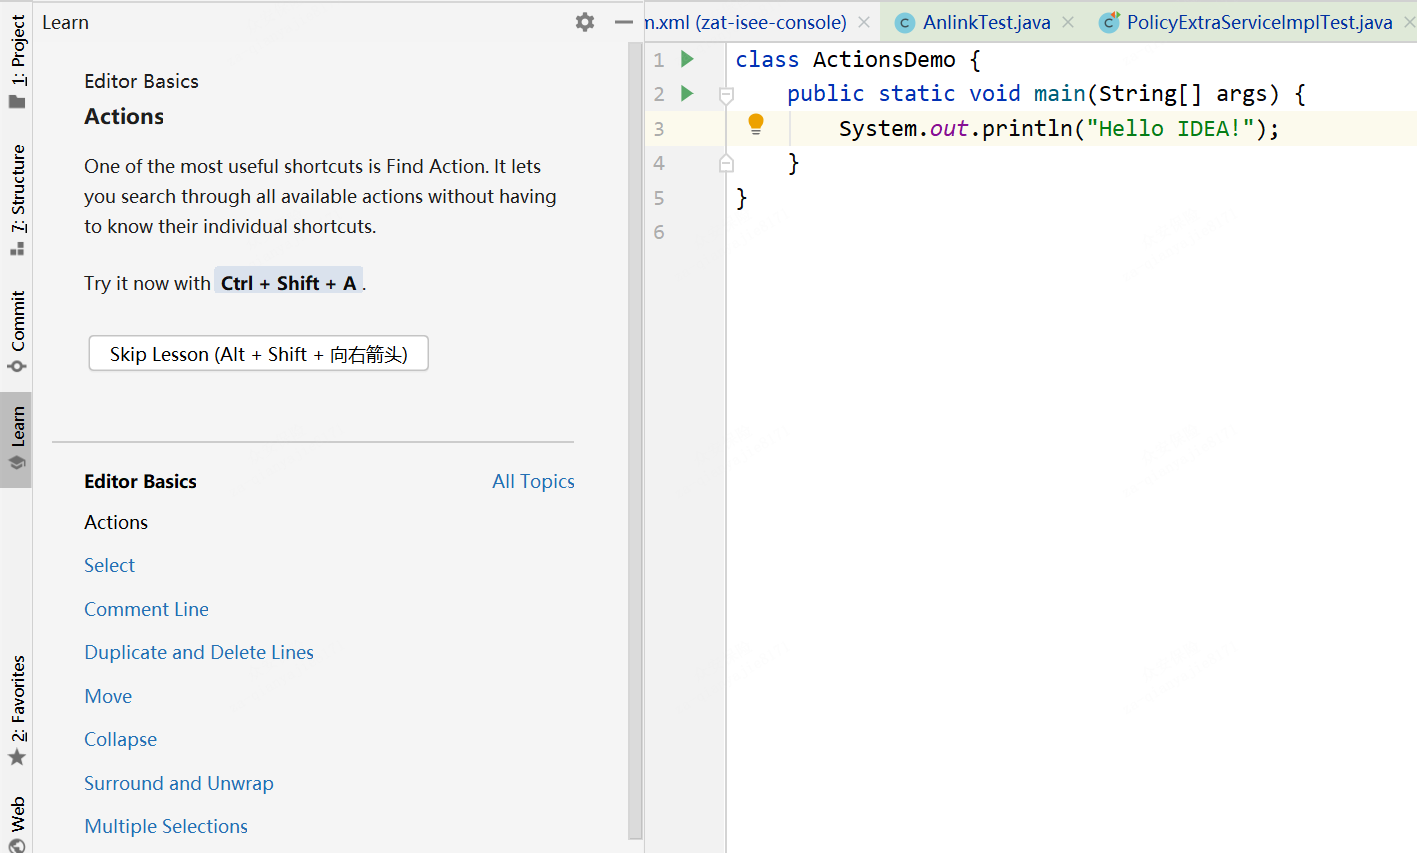 1: Project
7: Structure
Commit
Learn
2: Favorites
Web
Learn
Editor Basics
Actions
One of the most useful shortcuts is Find Action. It lets
you search through all available actions without having
to know their individual shortcuts.
Try it now with Ctrl + Shift + A.
Skip Lesson (Alt + Shift + 向右箭头)
Editor Basics All Topics
Actions
Select
Comment Line
Duplicate and Delete Lines
Move
Collapse
Surround and Unwrap
Multiple Selections
m.xml (zat-isee-console) AnlinkTest.java PolicyExtraServiceImplTest.java
1 class ActionsDemo {
2 public static void main(String[] args) {
3 System.out.println("Hello IDEA!");
4 }
5 }
6